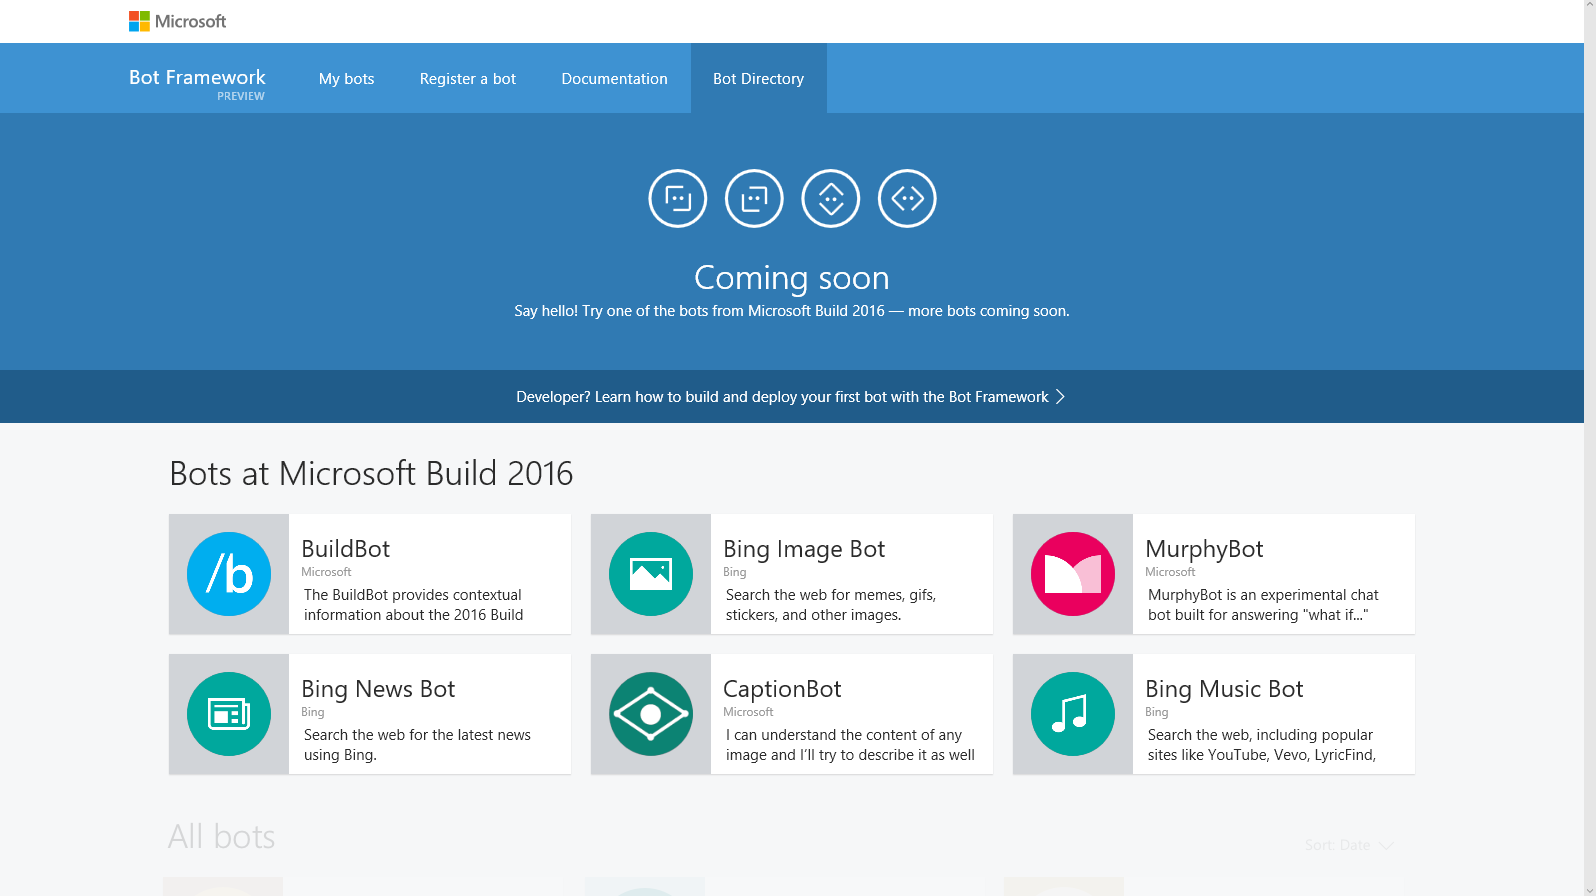 Microsoft
Bot Framework
PREVIEW
My bots
Register a bot
Documentation
Bot Directory
Coming soon
Say hello! Try one of the bots from Microsoft Build 2016 — more bots coming soon.
Developer? Learn how to build and deploy your first bot with the Bot Framework
Bots at Microsoft Build 2016
/b
BuildBot
Microsoft
The BuildBot provides contextual
information about the 2016 Build
Bing Image Bot
Bing
Search the web for memes, gifs,
stickers, and other images.
MurphyBot
Microsoft
MurphyBot is an experimental chat
bot built for answering "what if..."
Bing News Bot
Bing
Search the web for the latest news
using Bing.
CaptionBot
Microsoft
I can understand the content of any
image and I’ll try to describe it as well
Bing Music Bot
Bing
Search the web, including popular
sites like YouTube, Vevo, LyricFind,
All bots
Sort: Date